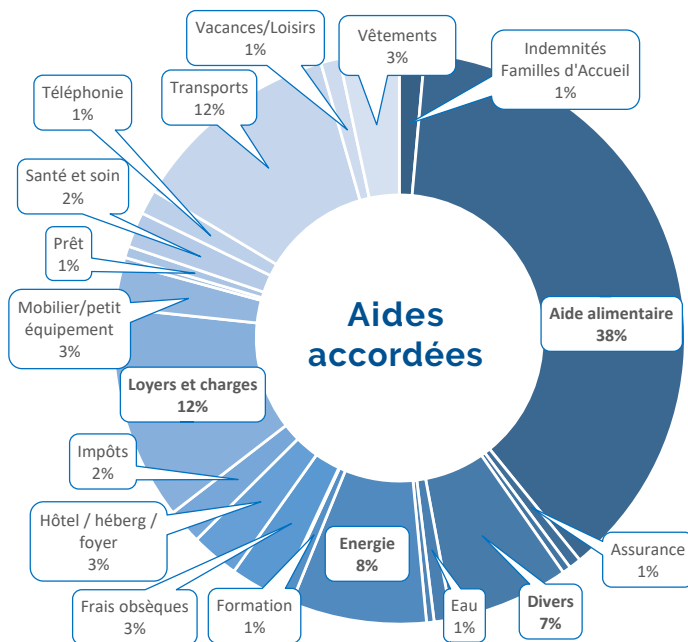 Vacances/Loisirs
1%
Vêtements
3%
Indemnités
Familles d'Accueil
1%
Transports
12%
Téléphonie
1%
Santé et soin
2%
Prêt
1%
Mobilier/petit
équipement
3%
Aides
accordées
Aide alimentaire
38%
Loyers et charges
12%
Impôts
2%
Hôtel / héberg /
foyer
3%
Frais obsèques
3%
Formation
1%
Energie
8%
Eau
1%
Divers
7%
Assurance
1%